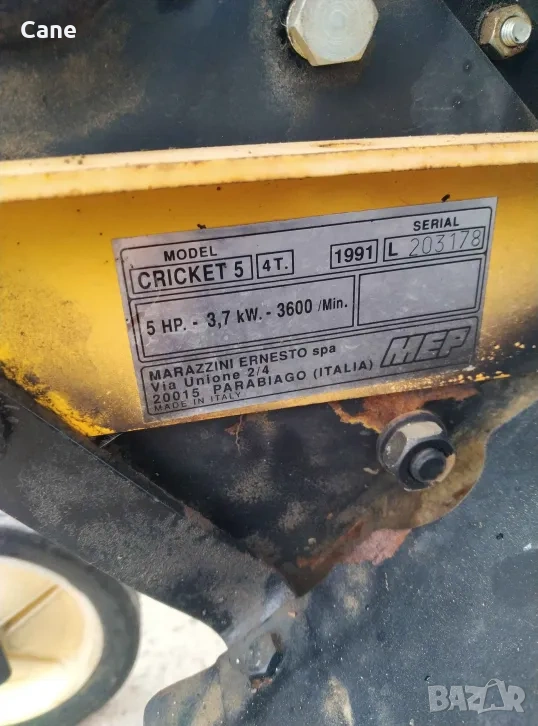 Cane
MODEL
SERIAL
CRICKET 5 4T. 1991 L 203178
5 HP. - 3,7 kW. - 3600 /Min.
MARAZZINI ERNESTO spa
Via Unione 2/4
20015 PARABIAGO (ITALIA)
MADE IN ITALY
MEP
BAZAR